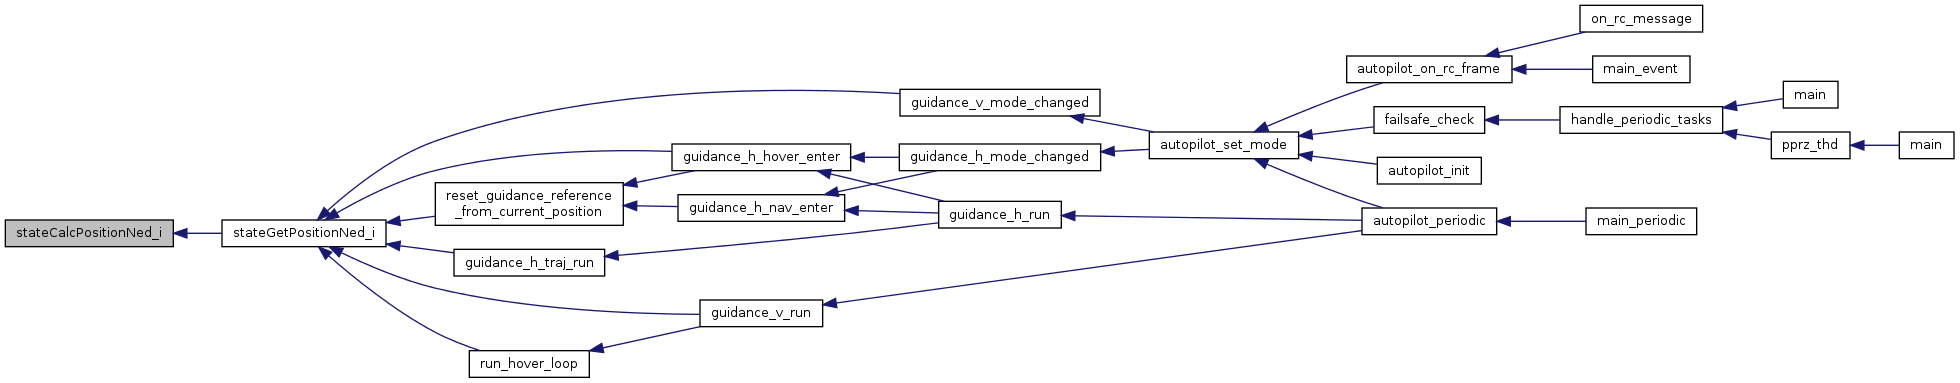 on_rc_message
autopilot_on_rc_frame
main_event
main
guidance_v_mode_changed
failsafe_check
handle_periodic_tasks
autopilot_set_mode
pprz_thd
main
guidance_h_hover_enter
guidance_h_mode_changed
autopilot_init
reset_guidance_reference
_from_current_position
guidance_h_nav_enter
guidance_h_run
autopilot_periodic
main_periodic
stateCalcPositionNed_i
stateGetPositionNed_i
guidance_h_traj_run
guidance_v_run
run_hover_loop